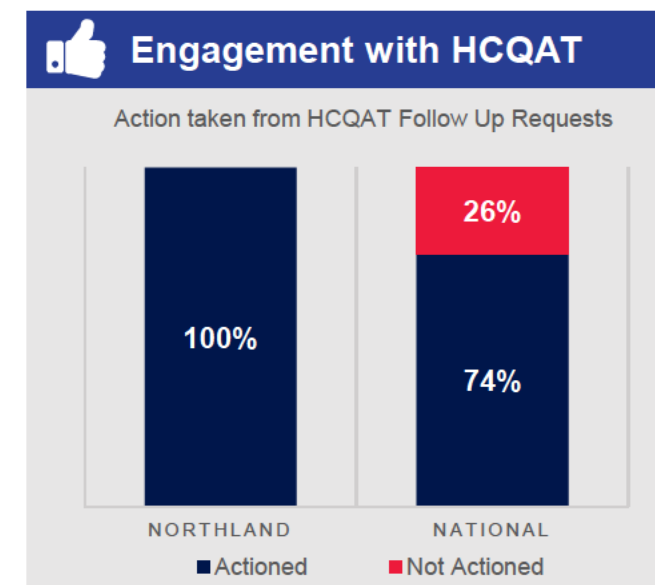 Engagement with HCQAT
Action taken from HCQAT Follow Up Requests
26%
100%
74%
NORTHLAND NATIONAL
Actioned Not Actioned